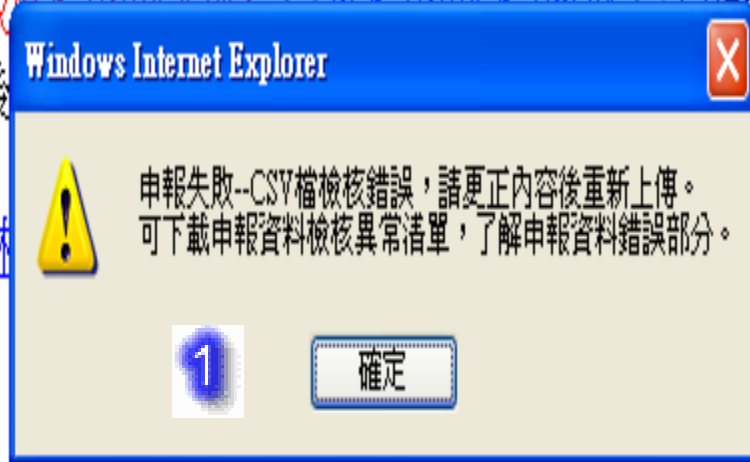 Windows Internet Explorer
申報失敗--CSV檔檢核錯誤，請更正內容後重新上傳。
可下載申報資料檢核異常清單，了解申報資料錯誤部分。
1
確定